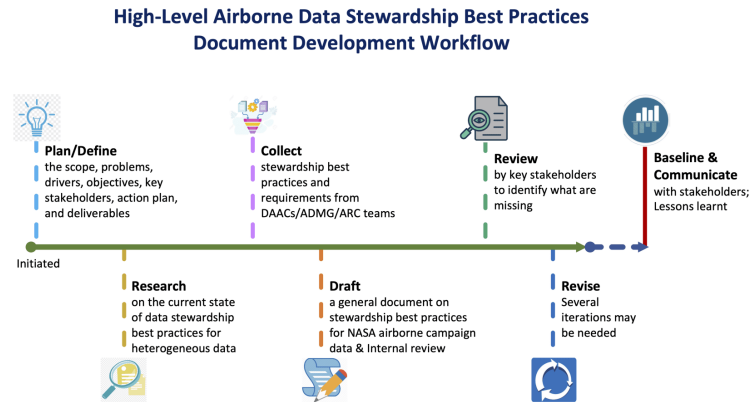 High-Level Airborne Data Stewardship Best Practices
Document Development Workflow
Plan/Define
the scope, problems,
drivers, objectives, key
stakeholders, action plan,
and deliverables
Collect
stewardship best
practices and
requirements from
DAACs/ADMG/ARC teams
Review
by key stakeholders
to identify what are
missing
Baseline &
Communicate
with stakeholders;
Lessons learnt
Initiated
Research
on the current state
of data stewardship
best practices for
heterogeneous data
Draft
a general document on
stewardship best practices
for NASA airborne campaign
data & Internal review
Revise
Several
iterations may
be needed